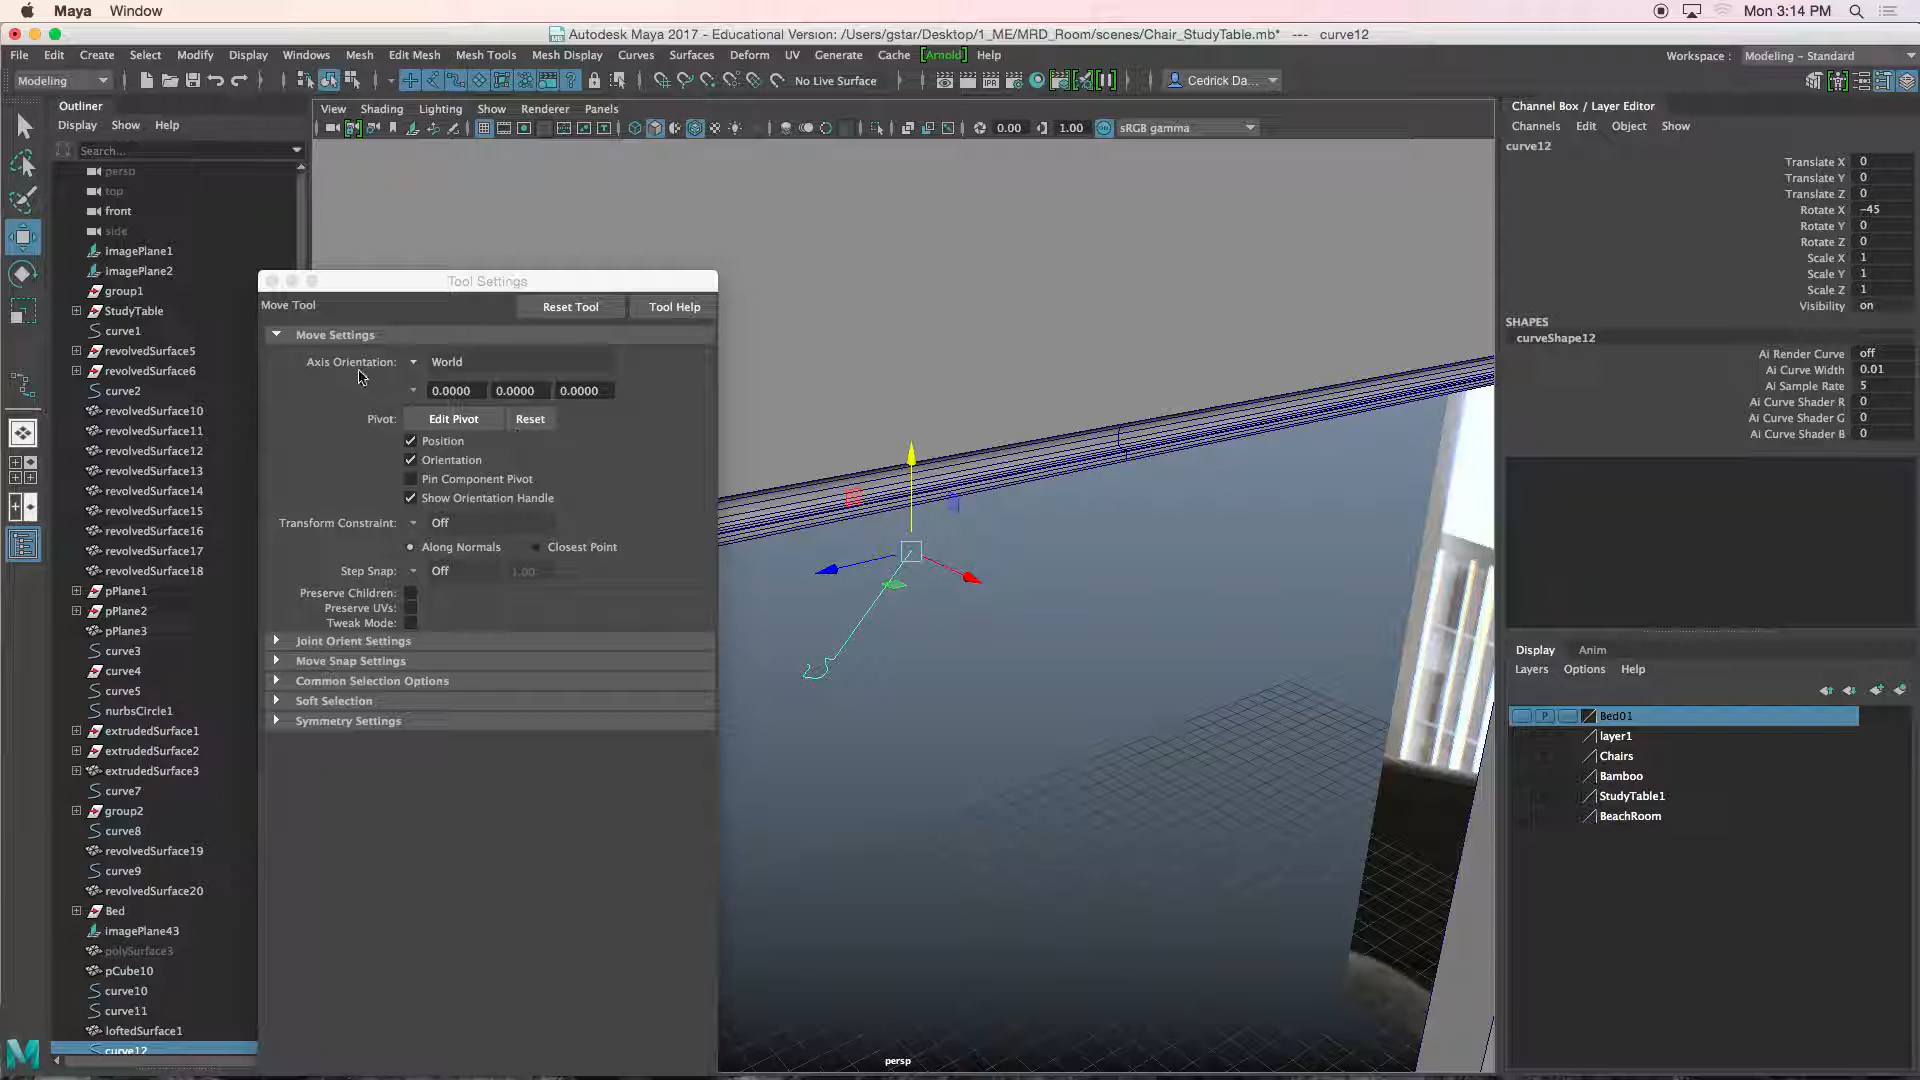 Maya Window
Mon 3:14 PM
Autodesk Maya 2017 - Educational Version: /Users/gstar/Desktop/1_ME/MRD_Room/scenes/Chair_StudyTable.mb* --- curve12
File Edit Create Select Modify Display Windows Mesh Edit Mesh Mesh Tools Mesh Display Curves Surfaces Deform UV Generate Cache [Arnold] Help
Workspace : Modeling - Standard
Modeling
No Live Surface
Cedrick Da...
Outliner
Display Show Help
Search...
persp
top
front
side
imagePlane1
imagePlane2
group1
StudyTable
curve1
revolvedSurface5
revolvedSurface6
curve2
revolvedSurface10
revolvedSurface11
revolvedSurface12
revolvedSurface13
revolvedSurface14
revolvedSurface15
revolvedSurface16
revolvedSurface17
revolvedSurface18
pPlane1
pPlane2
pPlane3
curve3
curve4
curve5
nurbsCircle1
extrudedSurface1
extrudedSurface2
extrudedSurface3
curve7
group2
curve8
revolvedSurface19
curve9
revolvedSurface20
Bed
imagePlane43
polySurface3
pCube10
curve10
curve11
loftedSurface1
curve12
View Shading Lighting Show Renderer Panels
0.00 1.00 sRGB gamma
Tool Settings
Move Tool
Reset Tool
Tool Help
Move Settings
Axis Orientation: World
0.0000 0.0000 0.0000
Pivot: Edit Pivot Reset
Position
Orientation
Pin Component Pivot
Show Orientation Handle
Transform Constraint: Off
Along Normals Closest Point
Step Snap: Off 1.00
Preserve Children:
Preserve UVs:
Tweak Mode:
Joint Orient Settings
Move Snap Settings
Common Selection Options
Soft Selection
Symmetry Settings
persp
Channel Box / Layer Editor
Channels Edit Object Show
curve12
Translate X 0
Translate Y 0
Translate Z 0
Rotate X -45
Rotate Y 0
Rotate Z 0
Scale X 1
Scale Y 1
Scale Z 1
Visibility on
SHAPES
curveShape12
Ai Render Curve off
Ai Curve Width 0.01
Ai Sample Rate 5
Ai Curve Shader R 0
Ai Curve Shader G 0
Ai Curve Shader B 0
Display Anim
Layers Options Help
P Bed01
layer1
Chairs
Bamboo
StudyTable1
BeachRoom